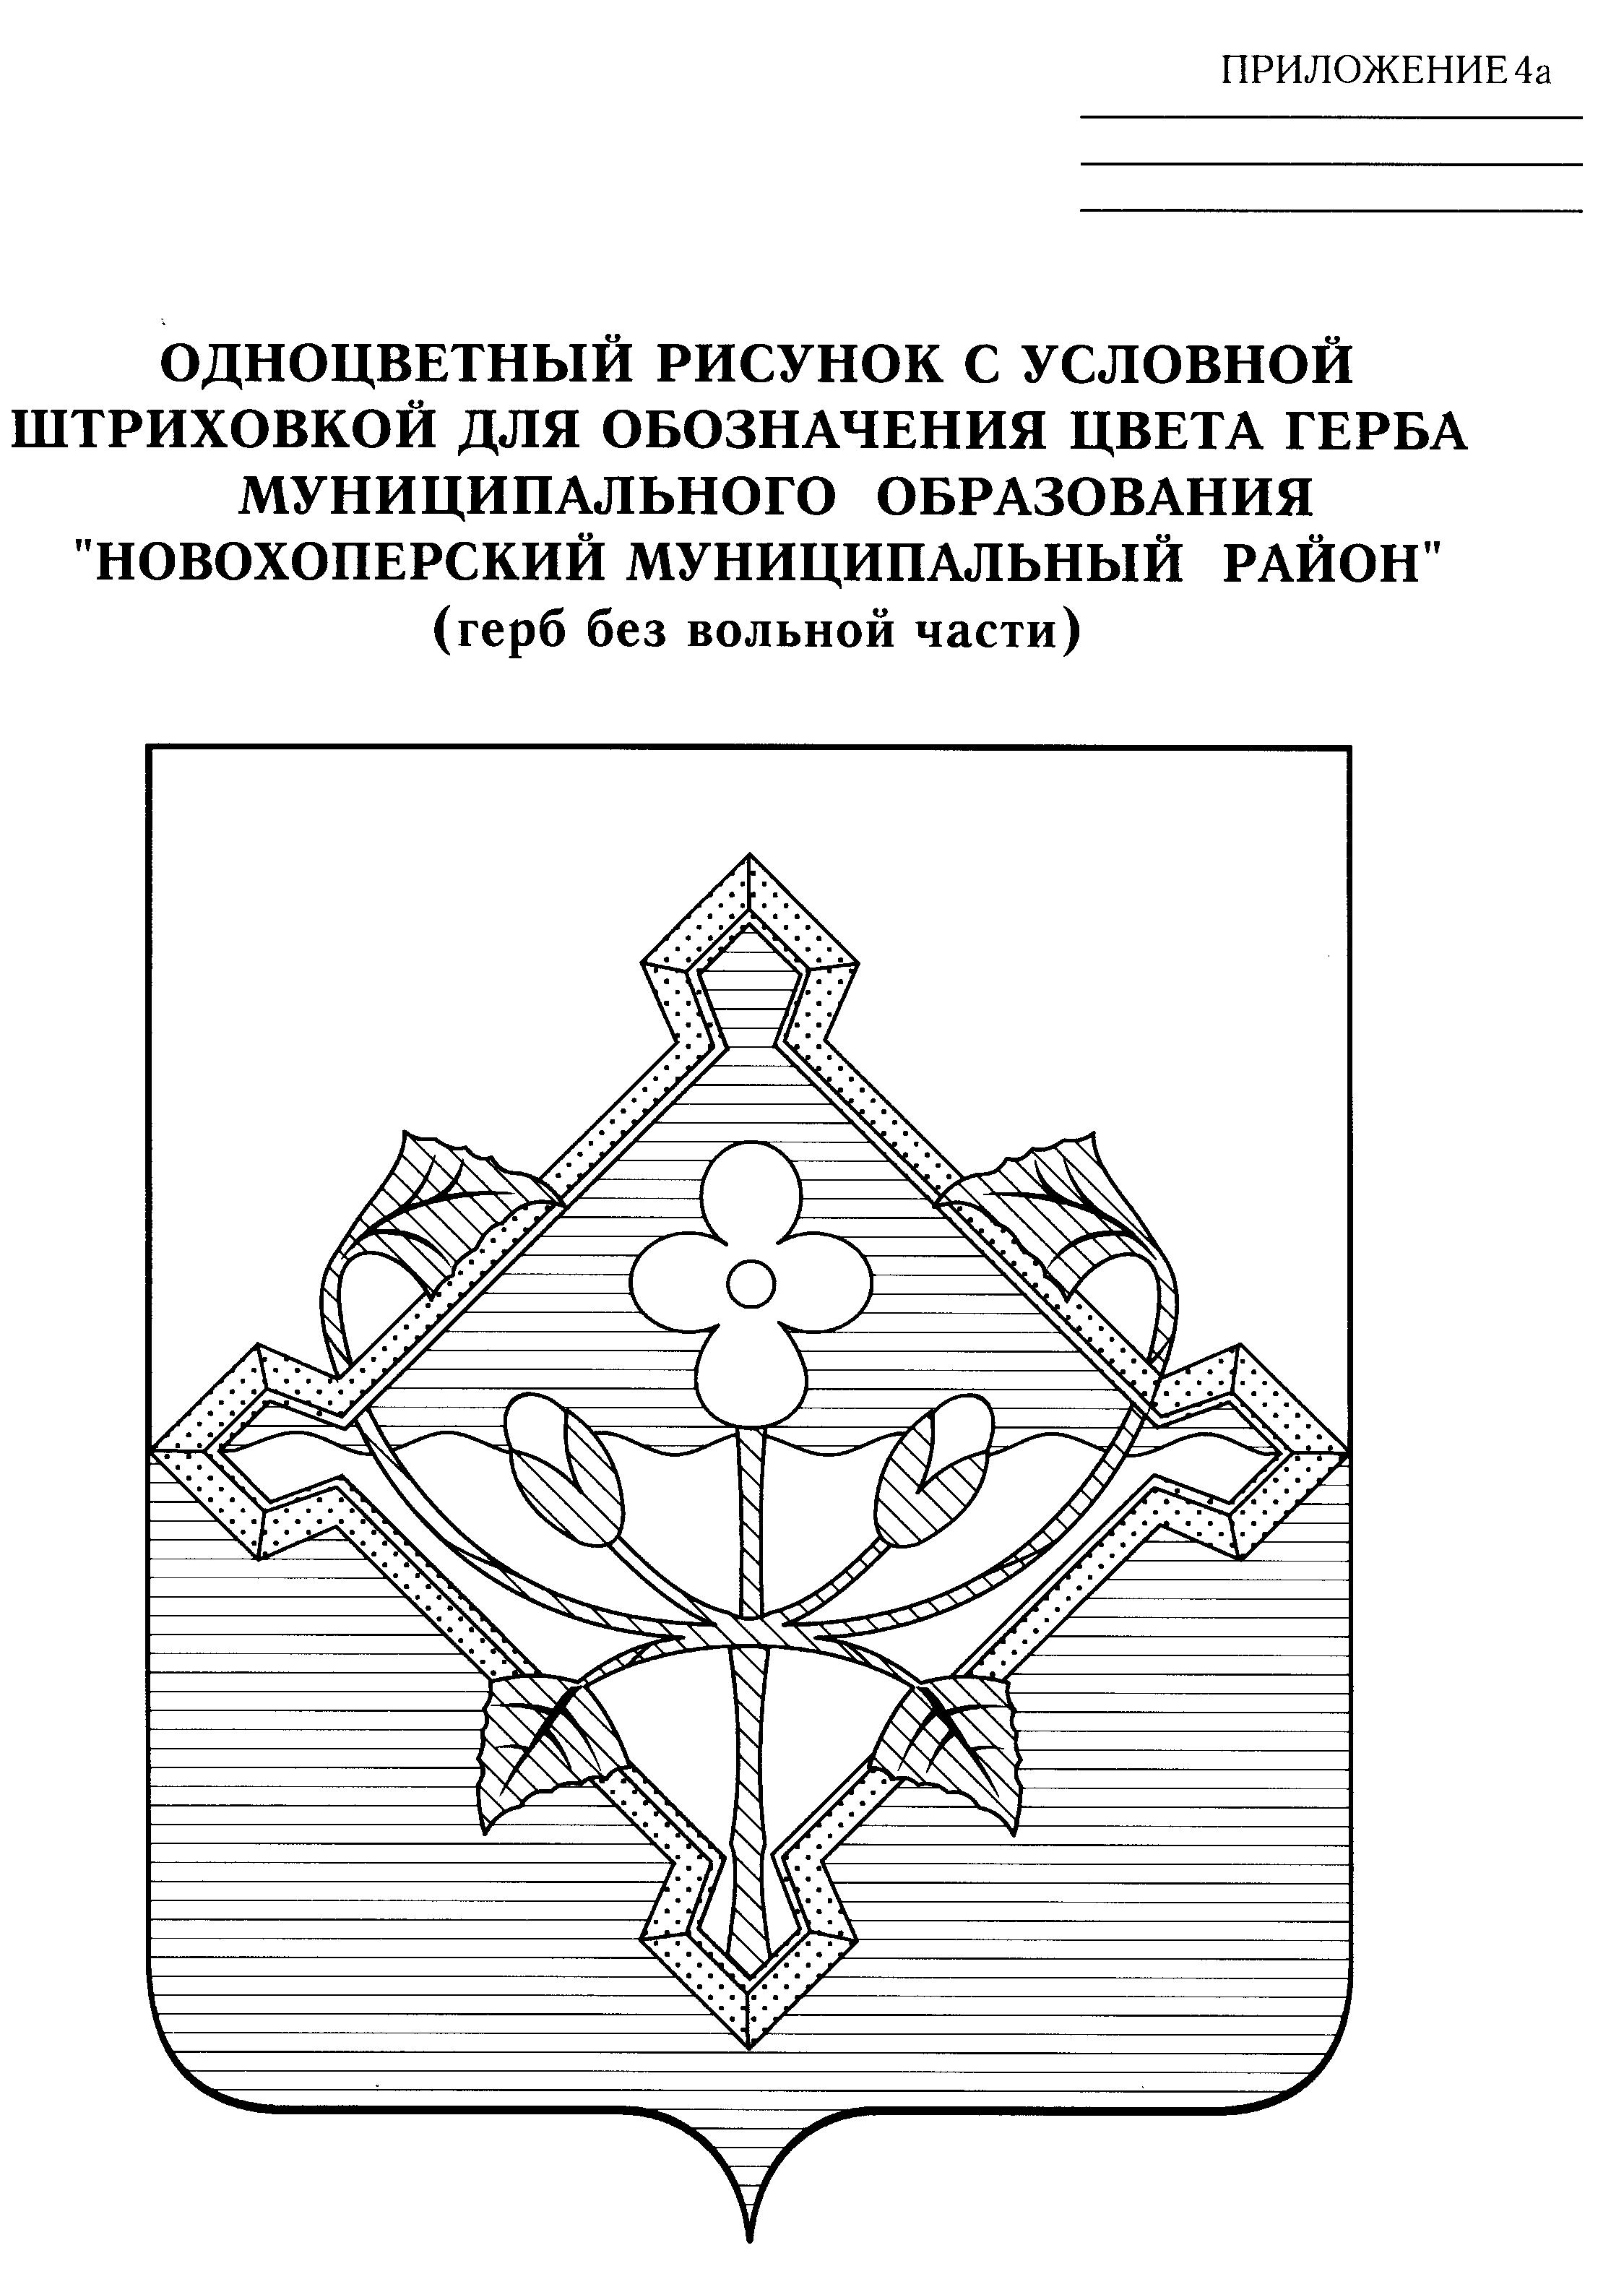 ПРИЛОЖЕНИЕ 4а
ОДНОЦВЕТНЫЙ РИСУНОК С УСЛОВНОЙ
ШТРИХОВКОЙ ДЛЯ ОБОЗНАЧЕНИЯ ЦВЕТА ГЕРБА
МУНИЦИПАЛЬНОГО ОБРАЗОВАНИЯ
"НОВОХОПЕРСКИЙ МУНИЦИПАЛЬНЫЙ РАЙОН"
(герб без вольной части)